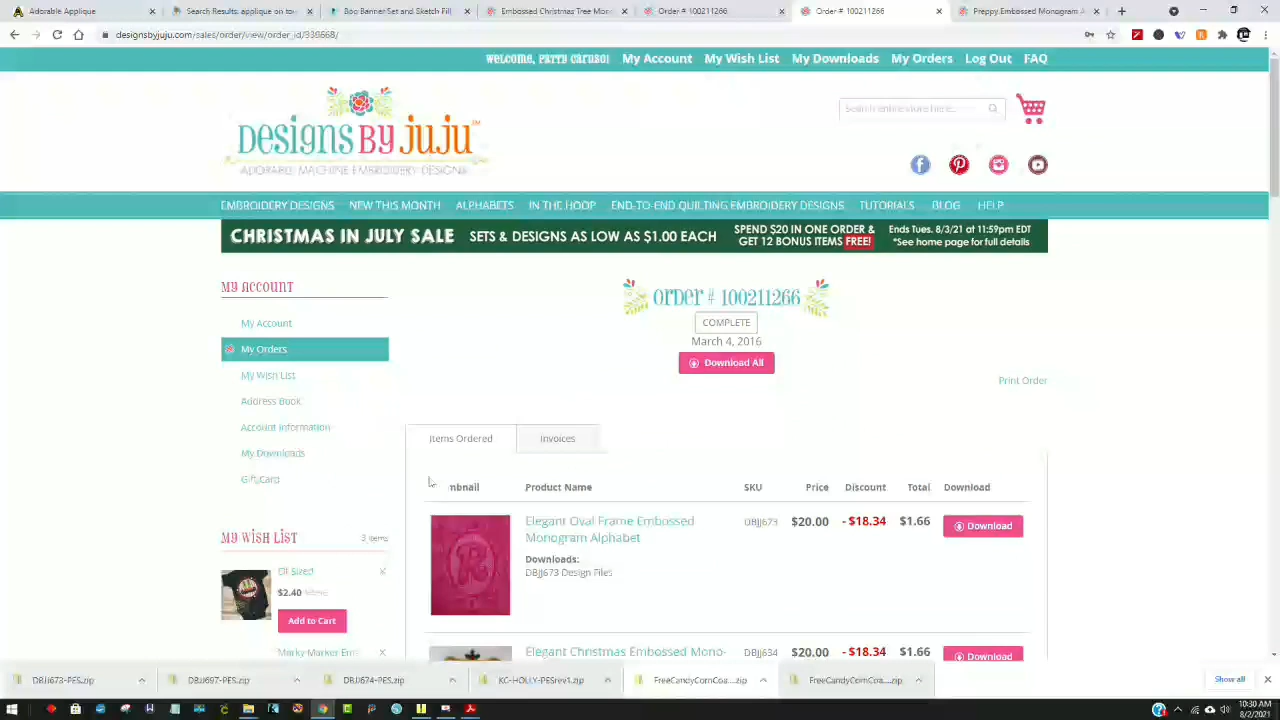 Adorable Applique
Search Results for
Boy Banner Set and Sketch Fill
Embossed Christmas Tree Mono
Order # 100211266
Order # 100211266
Preppy Embossed Monogram A
designsbyjuju.com/sales/order/view/order_id/
My Account My Wish List My Downloads My Orders Log Out FAQ
Search entire store here...
DESIGNS BY JUJU™
ADORABLE MACHINE EMBROIDERY DESIGNS
EMBROIDERY DESIGNS NEW THIS MONTH ALPHABETS IN THE HOOP END-TO-END QUILTING EMBROIDERY DESIGNS TUTORIALS BLOG HELP
CHRISTMAS IN JULY SALE SETS & DESIGNS AS LOW AS $1.00 EACH SPEND $20 IN ONE ORDER & Ends Tues. 8/3/21 at 11:59pm EDT
GET 12 BONUS ITEMS FREE! *See home page for full details
MY ACCOUNT
My Account
My Orders
My Wish List
Address Book
Account Information
My Downloads
Gift Card
Order # 100211266
COMPLETE
March 4, 2016
Download All
Print Order
Items Ordered Invoices
mbnail Product Name SKU Price Discount Total Download
Elegant Oval Frame Embossed DBJJ673 $20.00 - $18.34 $1.66 Download
Monogram Alphabet
Downloads:
DBJJ673 Design Files
Elegant Christmas Embossed Mono- $20.00 - $18.34 $1.66 Download
MY WISH LIST 3 items
Elf Sized
$2.40
Add to Cart
DBJJ673-PES.zip
DBJJ697-PES.zip
DBJJ674-PES.zip
KC-HOLLY-PESrev1.zip
FreeCandyCornCoa....zip
FreeCandyCornCoa....zip
Show all
10:30 AM
8/2/2021